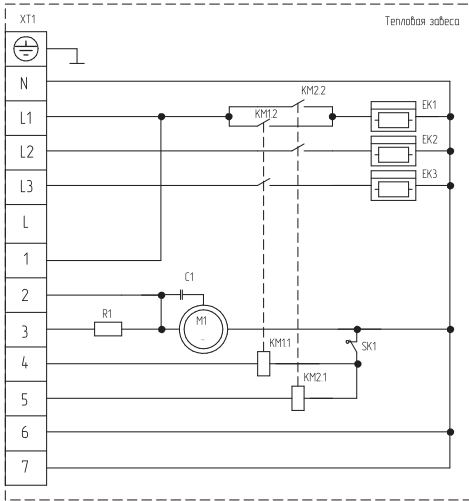 XT1
Тепловая завеса
N
KM2.2
L1
KM1.2
EK1
L2
EK2
L3
EK3
L
1
2
C1
3
R1
M1
~
SK1
4
KM1.1
5
KM2.1
6
7